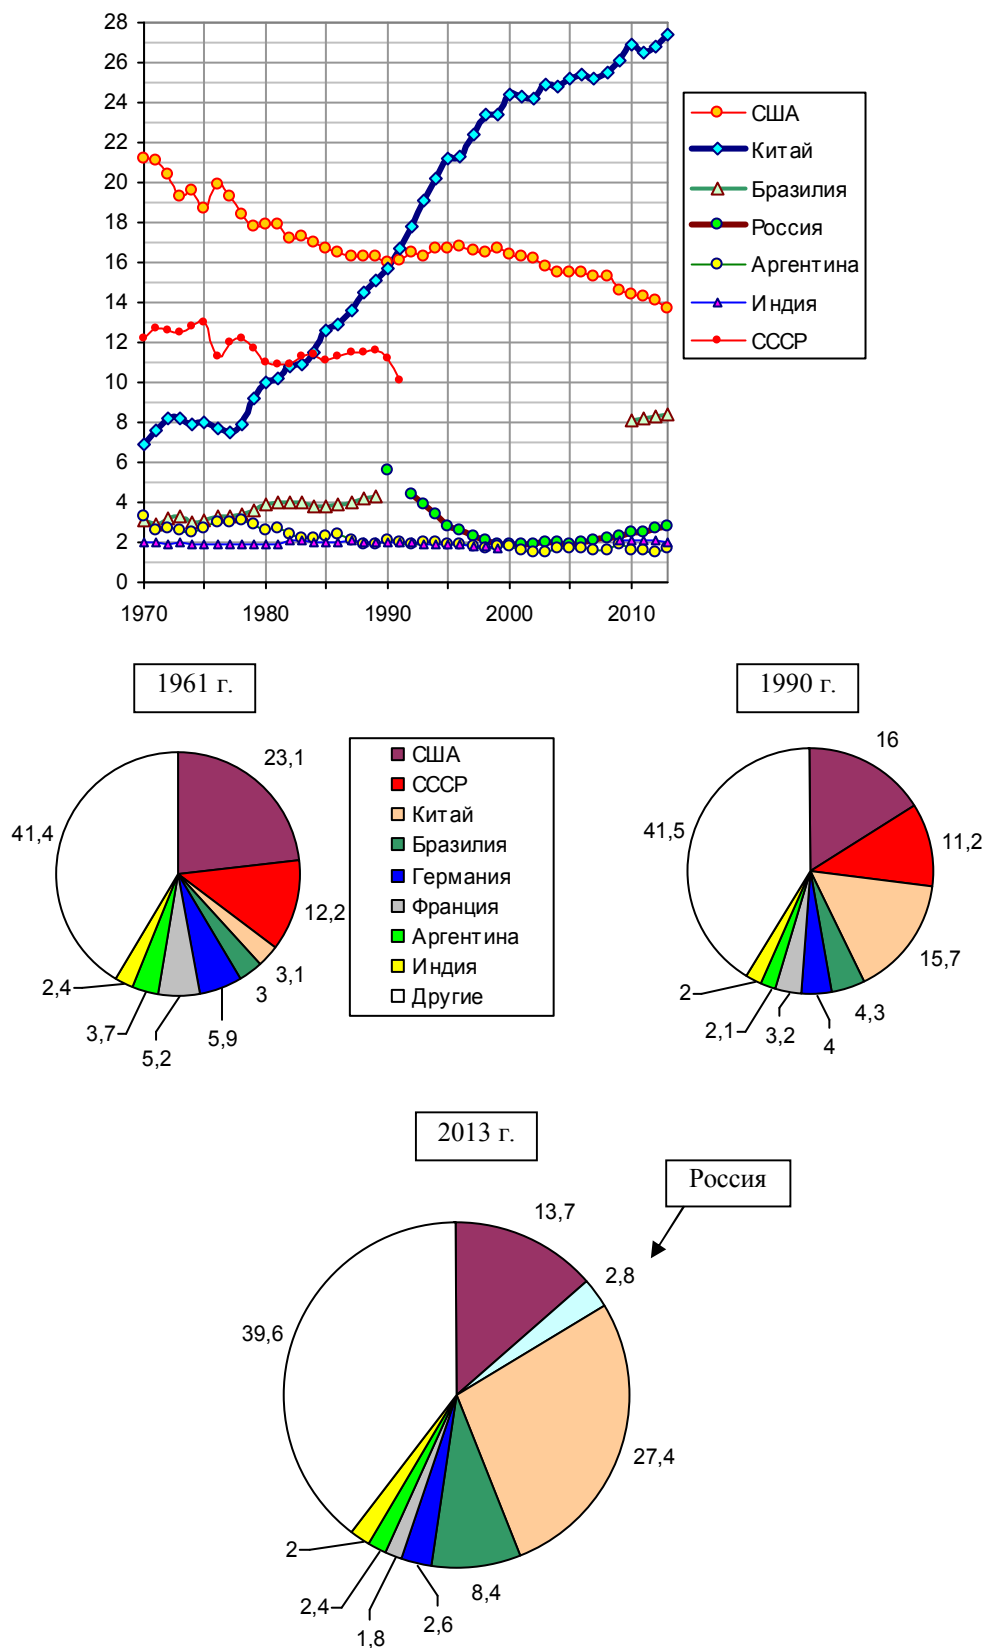 28
26
24
22
20
18
16
14
12
10
8
6
4
2
0
1970 1980 1990 2000 2010
США
Китай
Бразилия
Россия
Аргентина
Индия
СССР
1961 г.
23,1
12,2
3,1
3
5,9
5,2
3,7
2,4
41,4
США
СССР
Китай
Бразилия
Германия
Франция
Аргентина
Индия
Другие
1990 г.
16
11,2
15,7
4,3
4
3,2
2,1
2
41,5
2013 г.
Россия
13,7
2,8
27,4
8,4
2,6
1,8
2,4
2
39,6